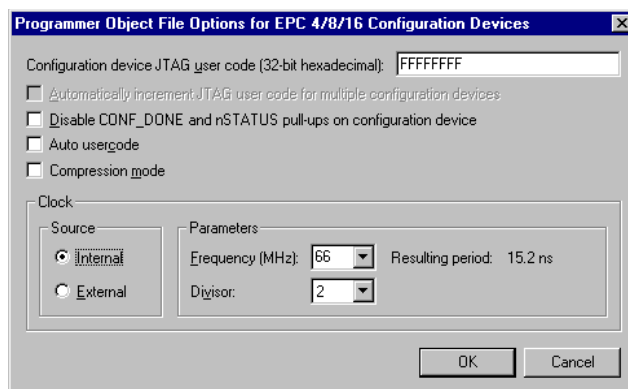 Programmer Object File Options for EPC 4/8/16 Configuration Devices
Configuration device JTAG user code (32-bit hexadecimal): FFFFFFFF
Automatically increment JTAG user code for multiple configuration devices
Disable CONF_DONE and nSTATUS pull-ups on configuration device
Auto usercode
Compression mode
Clock
Source
Internal
External
Parameters
Frequency (MHz): 66 Resulting period: 15.2 ns
Divisor: 2
OK Cancel